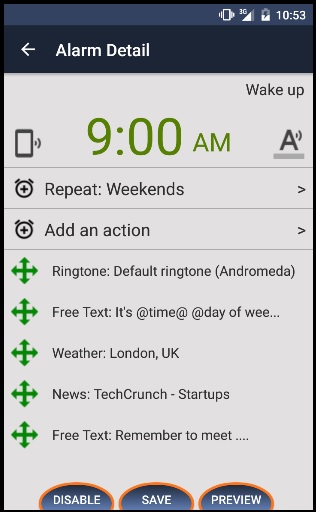 3G 10:53
Alarm Detail
Wake up
9:00 AM
A
Repeat: Weekends >
Add an action >
Ringtone: Default ringtone (Andromeda)
Free Text: It's @time@ @day of wee...
Weather: London, UK
News: TechCrunch - Startups
Free Text: Remember to meet ....
DISABLE SAVE PREVIEW